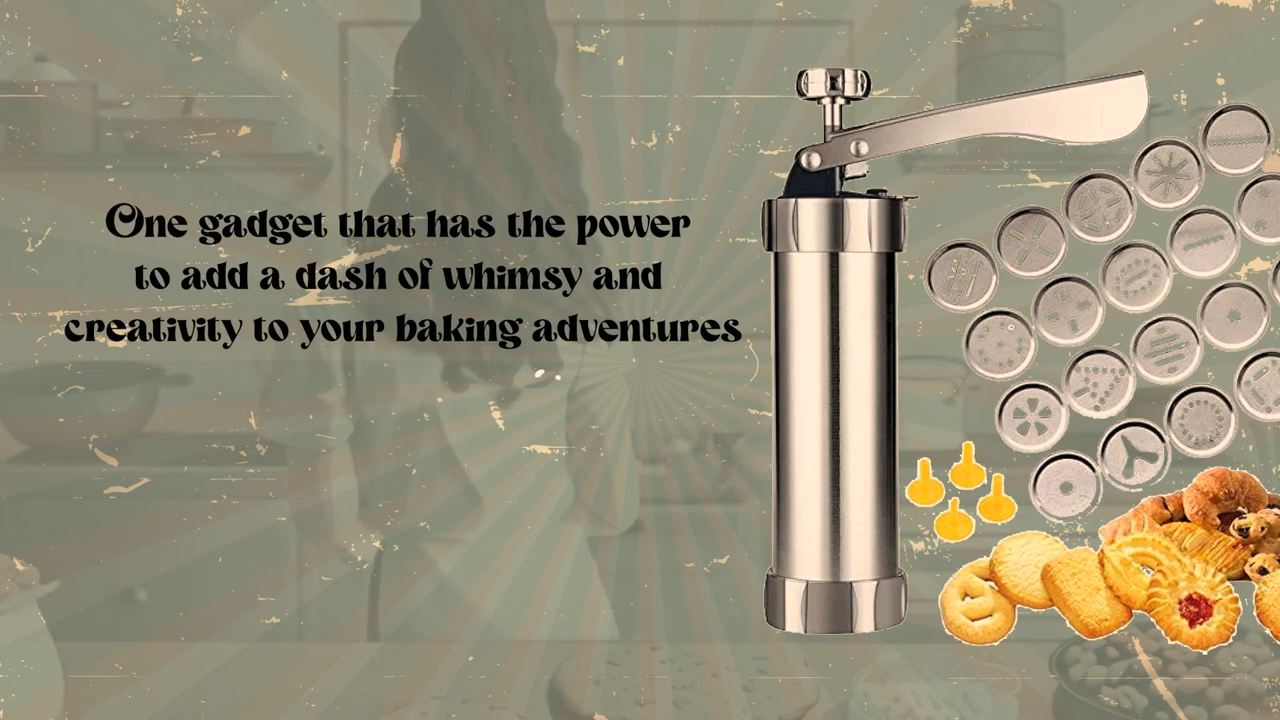 One gadget that has the power
to add a dash of whimsy and
creativity to your baking adventures